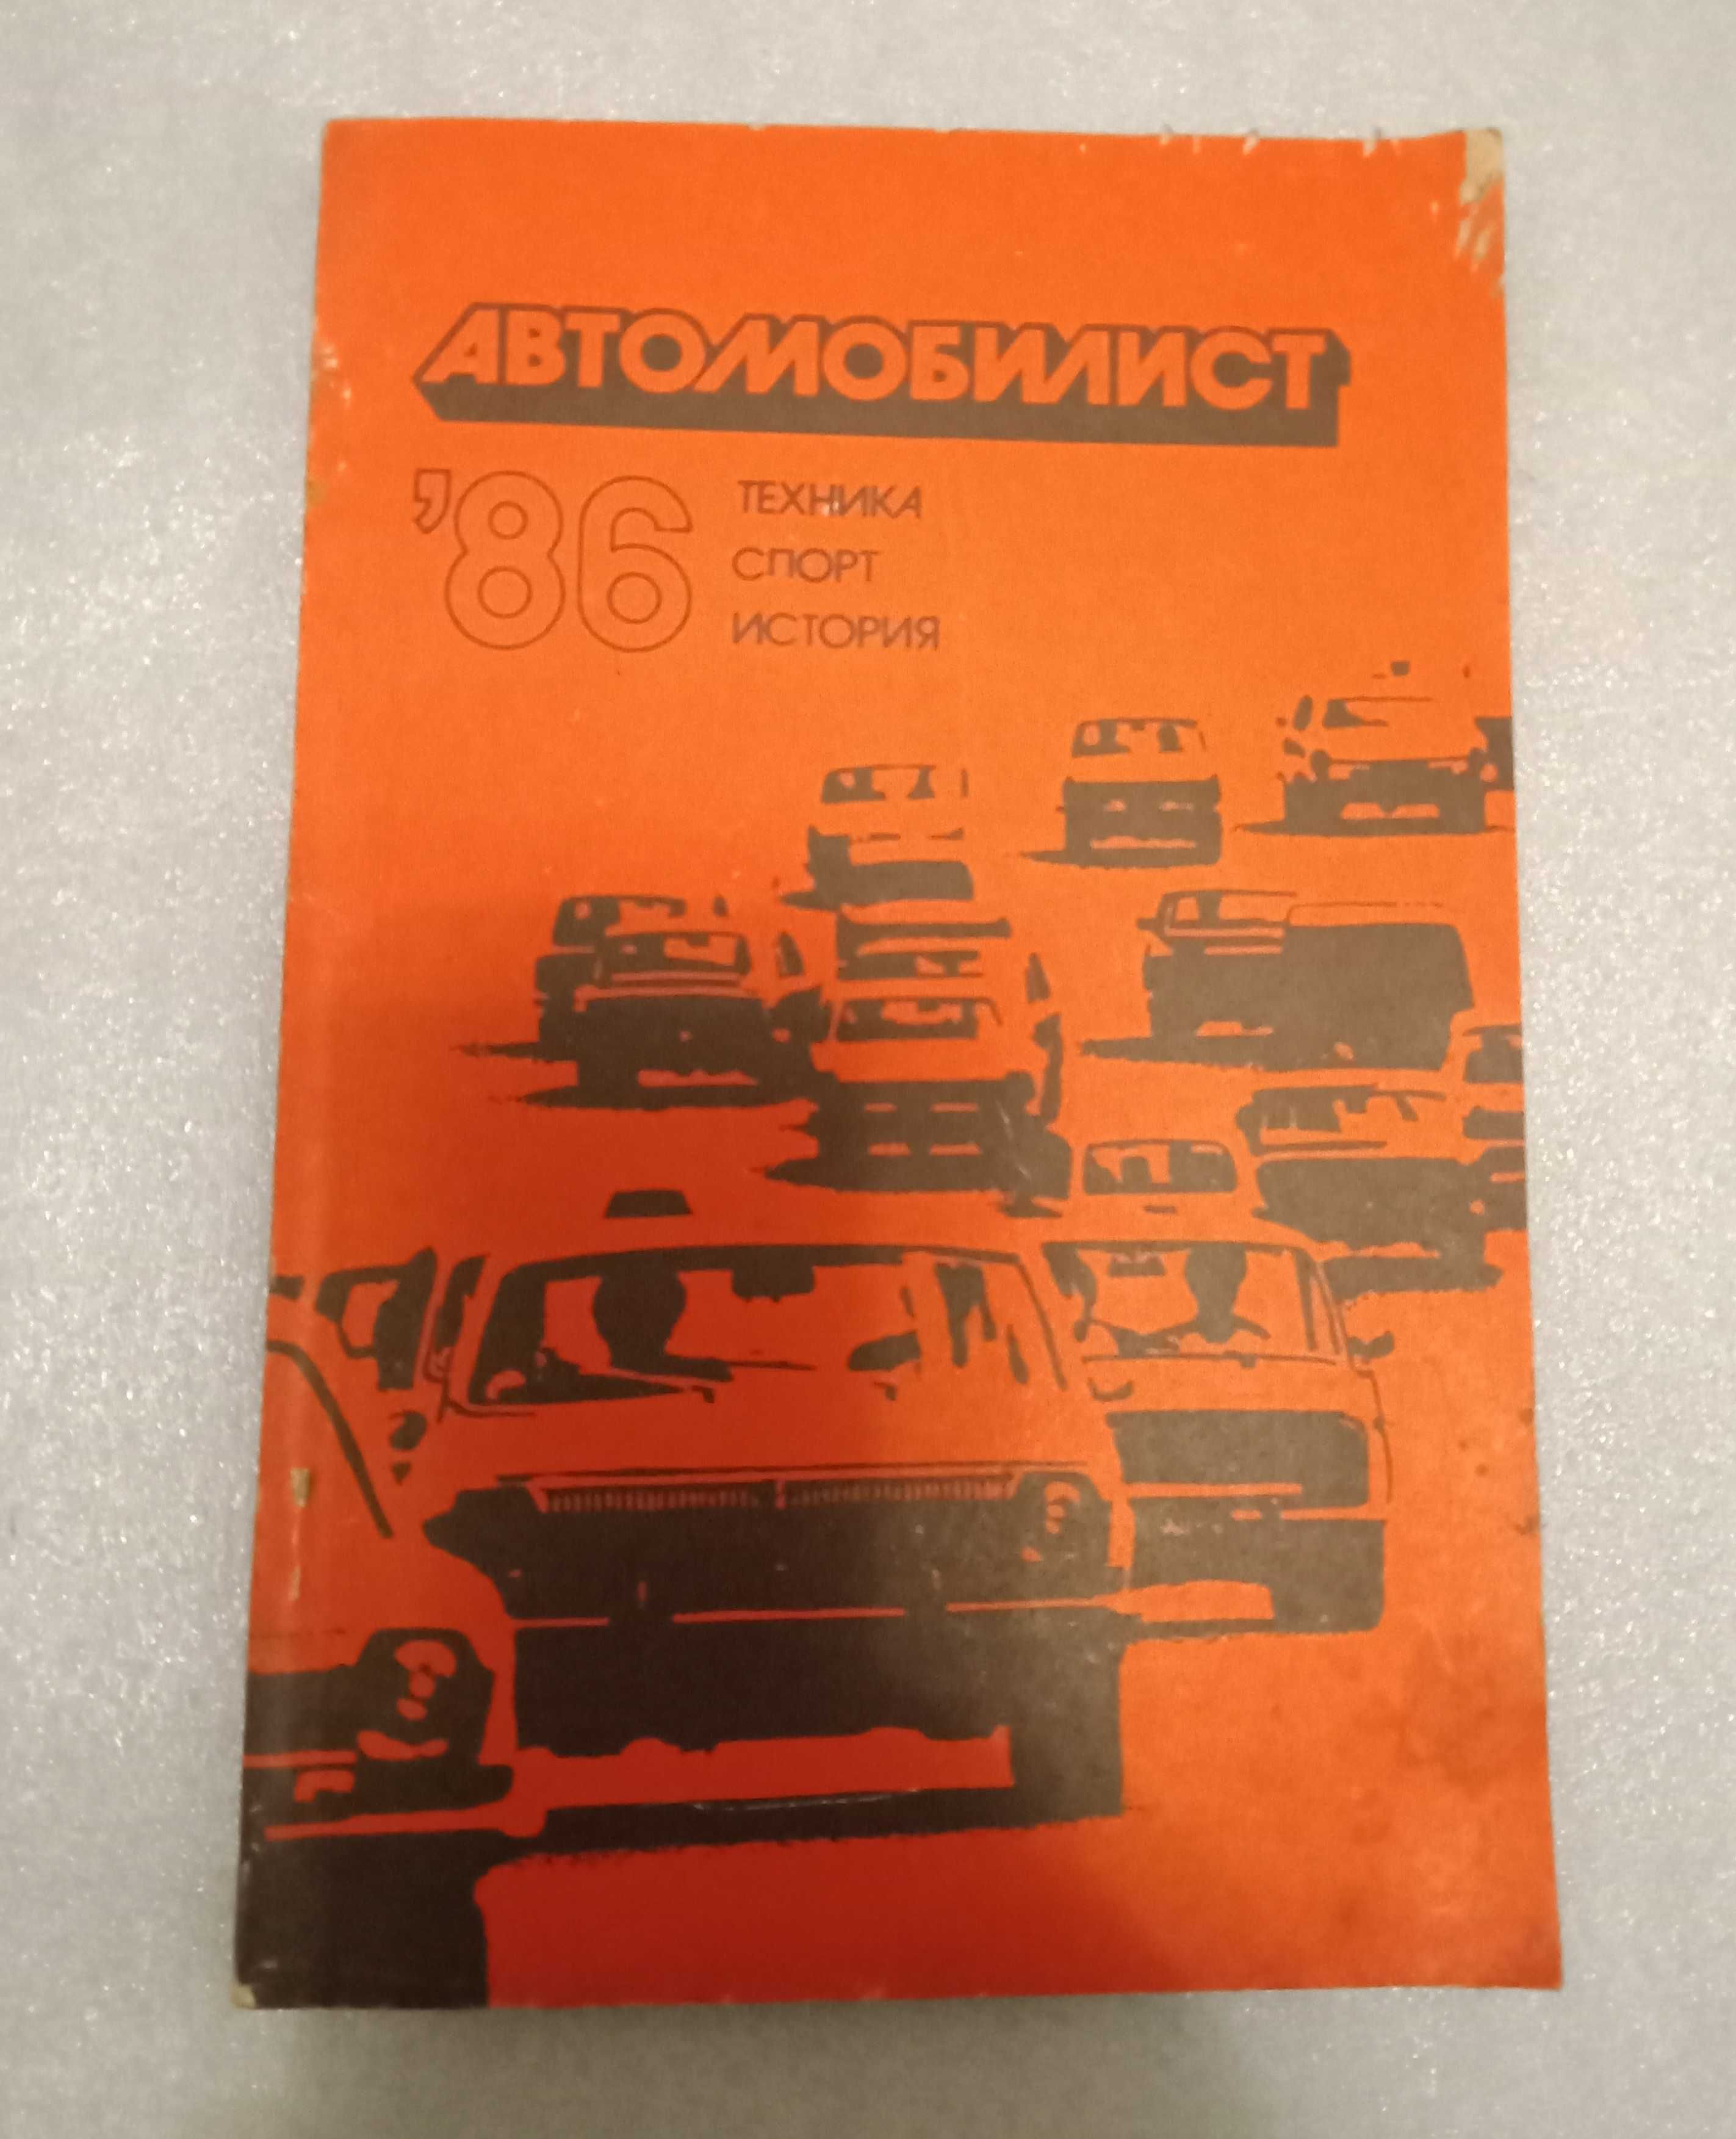 АВТОМОБИЛИСТ
'86
ТЕХНИКА
СПОРТ
ИСТОРИЯ